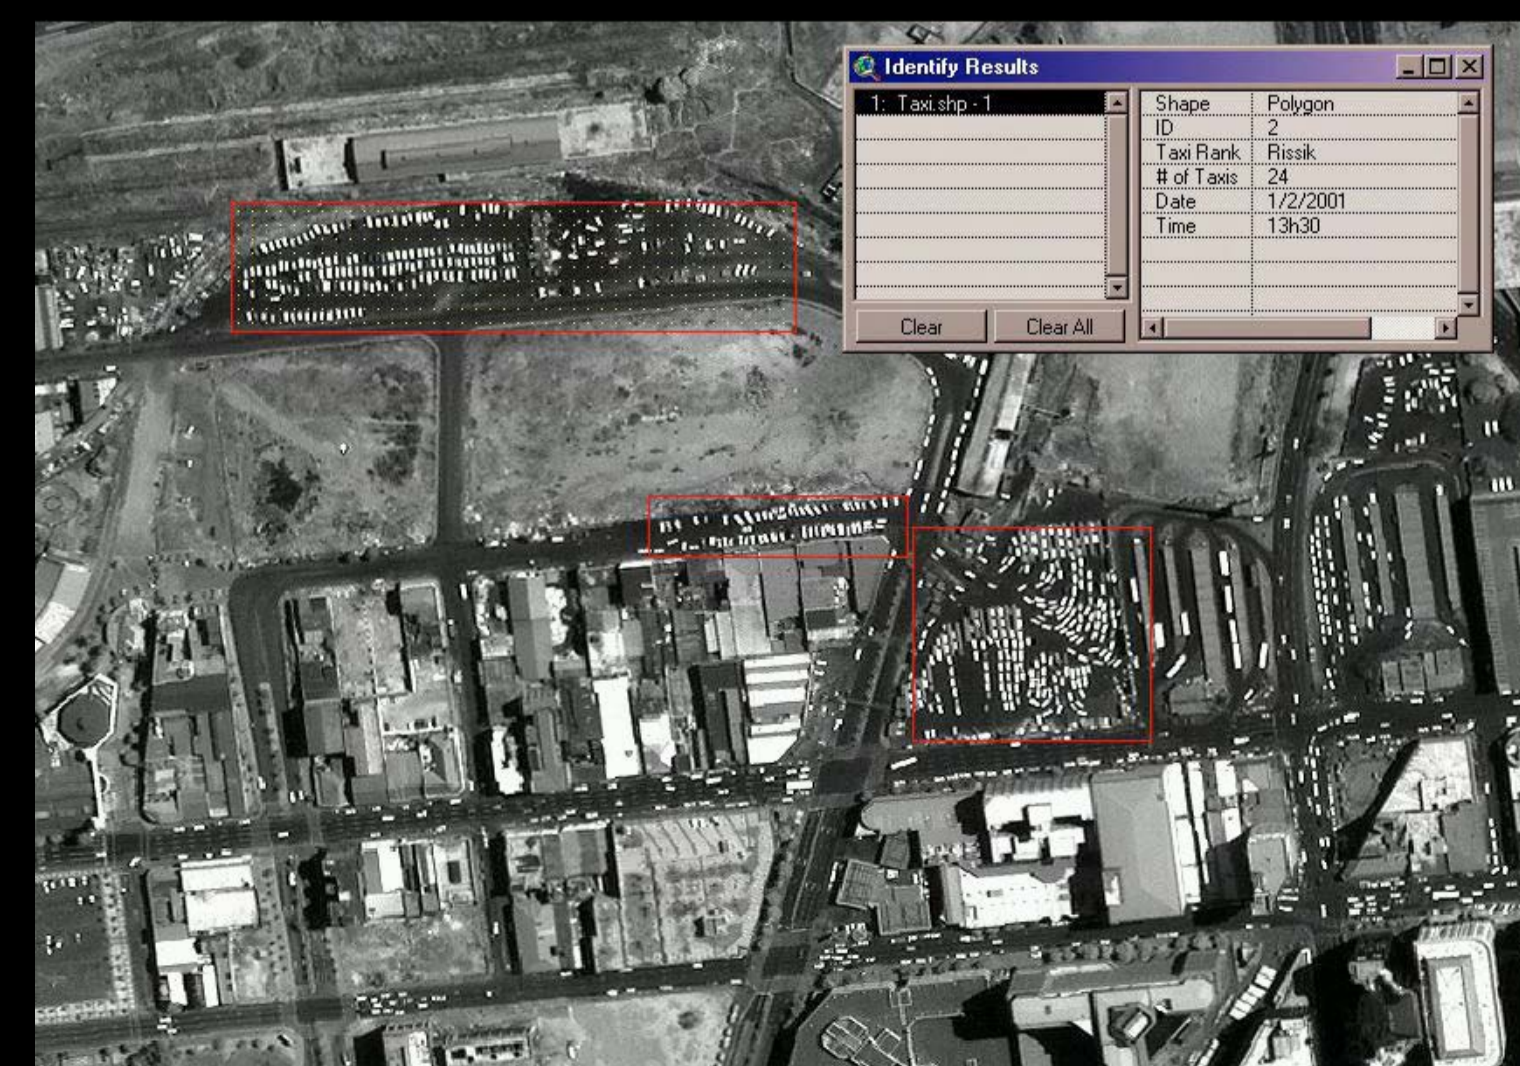 Identify Results
1: Taxi.shp - 1
Shape Polygon
ID 2
Taxi Rank Rissik
# of Taxis 24
Date 1/2/2001
Time 13h30
Clear Clear All